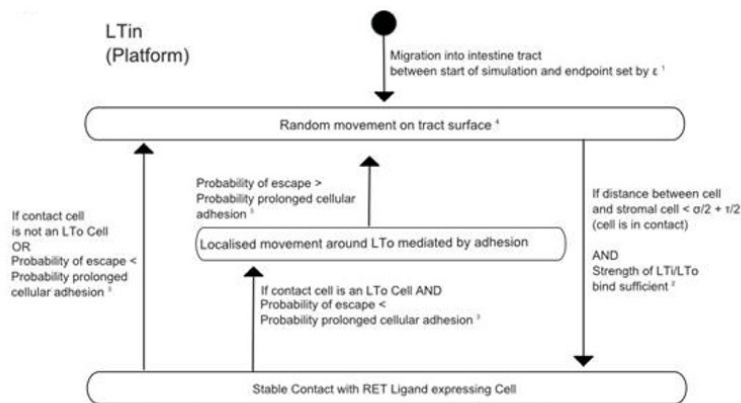 LTin
(Platform)
Migration into intestine tract
between start of simulation and endpoint set by ε ¹
Random movement on tract surface ⁴
Probability of escape >
Probability prolonged cellular
adhesion ³
If distance between cell
and stromal cell < σ/2 + τ/2
(cell is in contact)
AND
Strength of LTi/LTo
bind sufficient ²
If contact cell
is not an LTo Cell
OR
Probability of escape <
Probability prolonged
cellular adhesion ³
Localised movement around LTo mediated by adhesion
If contact cell is an LTo Cell AND
Probability of escape <
Probability prolonged cellular adhesion ³
Stable Contact with RET Ligand expressing Cell